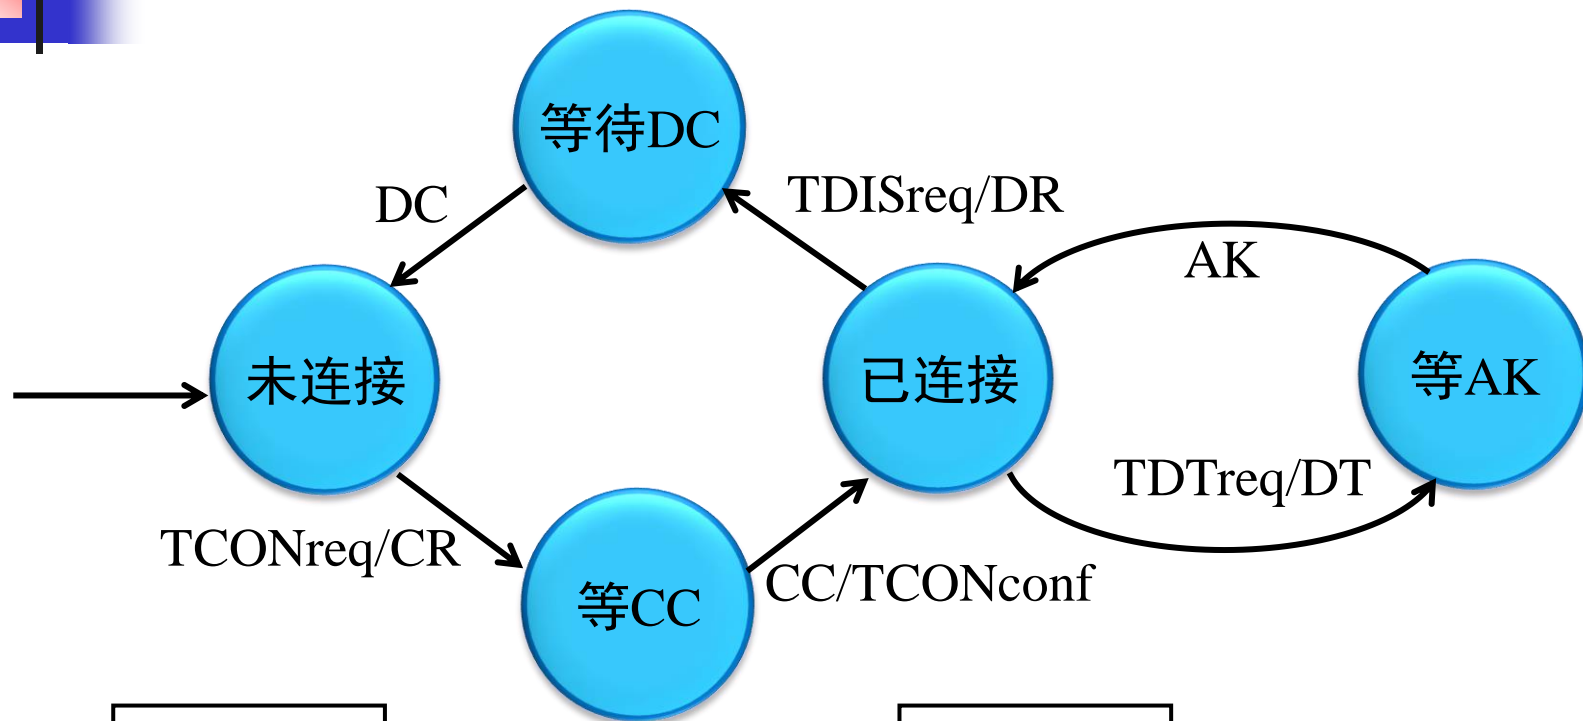 等待DC
DC
TDISreq/DR
AK
未连接
已连接
等AK
TDTreq/DT
TCONreq/CR
CC/TCONconf
等CC